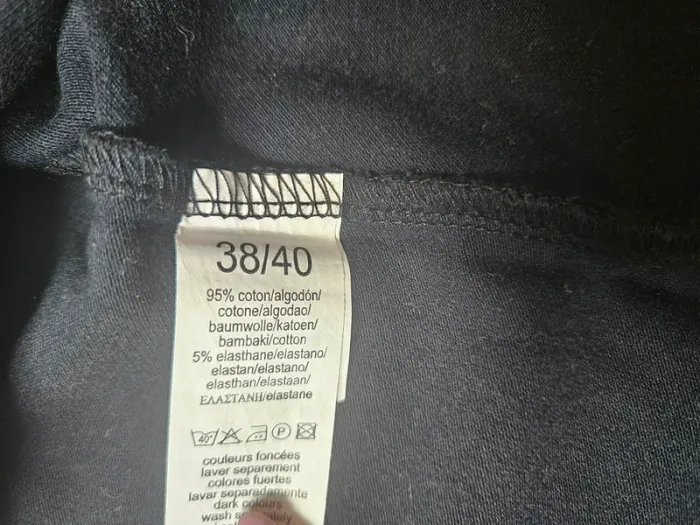 38/40
95% coton/algodón/
cotone/algodao/
baumwolle/katoen/
bambaki/cotton
5% elasthane/elastano/
elastan/elastano/
elasthan/elastaan/
ΕΛΑΣΤΑΝΗ/elastane
40° P
couleurs foncées
laver separement
colores fuertes
lavar separadamente
dark colours
wash